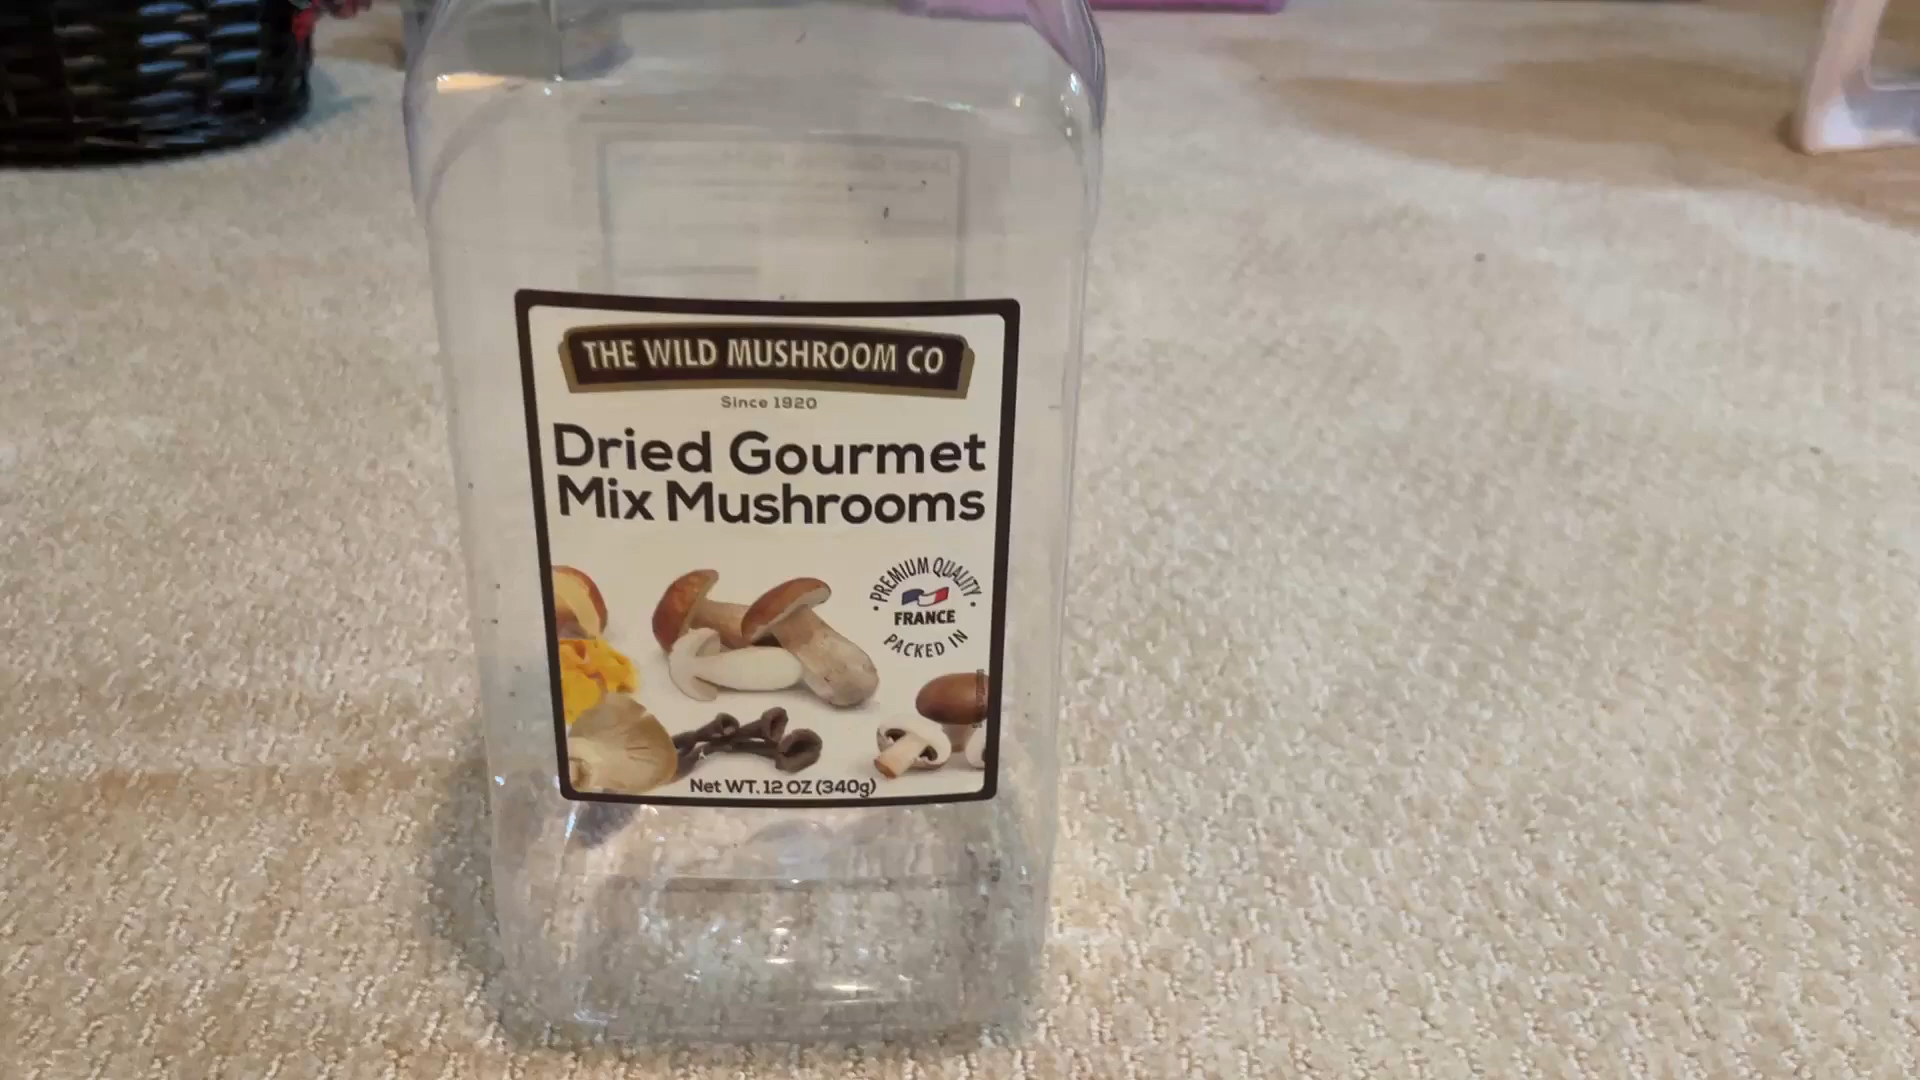 THE WILD MUSHROOM CO
Since 1920
Dried Gourmet
Mix Mushrooms
PREMIUM QUALITY
FRANCE
PACKED IN
Net WT. 12 OZ (340g)